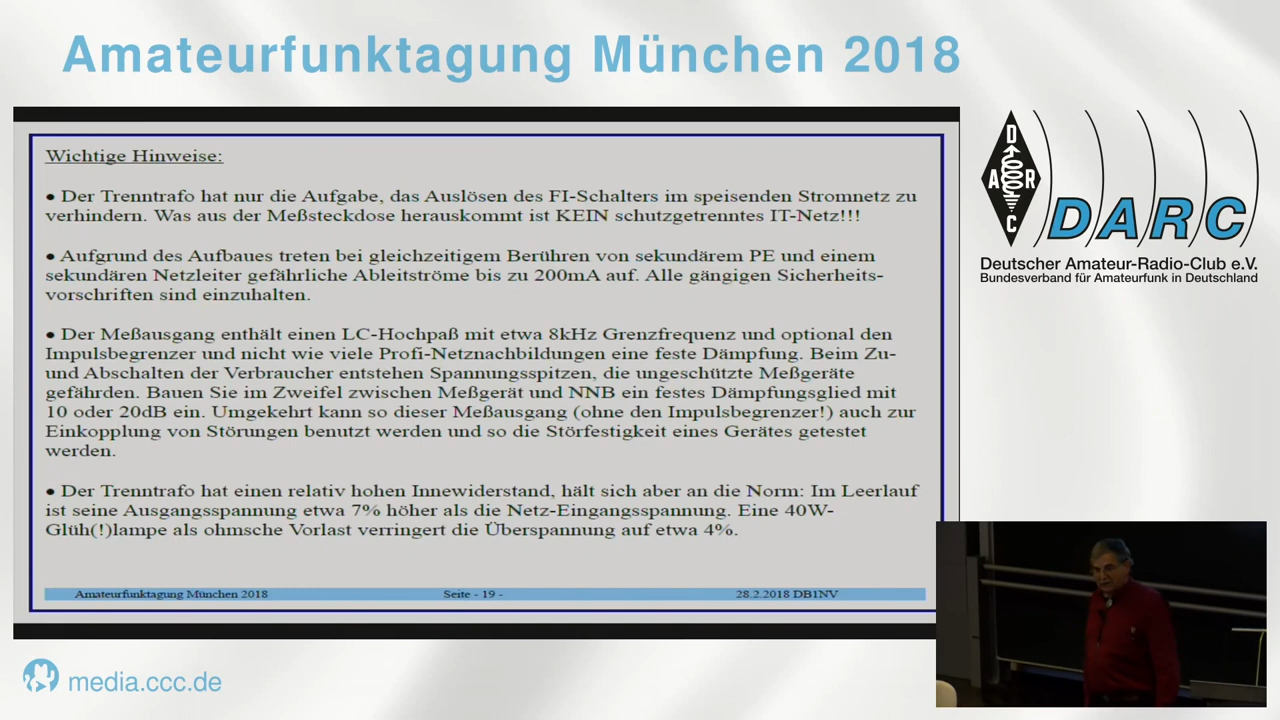 Amateurfunktagung München 2018
Wichtige Hinweise:
● Der Trenntrafo hat nur die Aufgabe, das Auslösen des FI-Schalters im speisenden Stromnetz zu
verhindern. Was aus der Meßsteckdose herauskommt ist KEIN schutzgetrenntes IT-Netz!!!
● Aufgrund des Aufbaues treten bei gleichzeitigem Berühren von sekundärem PE und einem
sekundären Netzleiter gefährliche Ableitströme bis zu 200mA auf. Alle gängigen Sicherheits-
vorschriften sind einzuhalten.
● Der Meßausgang enthält einen LC-Hochpaß mit etwa 8kHz Grenzfrequenz und optional den
Impulsbegrenzer und nicht wie viele Profi-Netznachbildungen eine feste Dämpfung. Beim Zu-
und Abschalten der Verbraucher entstehen Spannungsspitzen, die ungeschützte Meßgeräte
gefährden. Bauen Sie im Zweifel zwischen Meßgerät und NNB ein festes Dämpfungsglied mit
10 oder 20dB ein. Umgekehrt kann so dieser Meßausgang (ohne den Impulsbegrenzer!) auch zur
Einkopplung von Störungen benutzt werden und so die Störfestigkeit eines Gerätes getestet
werden.
● Der Trenntrafo hat einen relativ hohen Innewiderstand, hält sich aber an die Norm: Im Leerlauf
ist seine Ausgangsspannung etwa 7% höher als die Netz-Eingangsspannung. Eine 40W-
Glüh(!)lampe als ohmsche Vorlast verringert die Überspannung auf etwa 4%.
Amateurfunktagung München 2018 Seite - 19 - 28.2.2018 DB1NV
D
A R
C
DARC
Deutscher Amateur-Radio-Club e.V.
Bundesverband für Amateurfunk in Deutschland
media.ccc.de